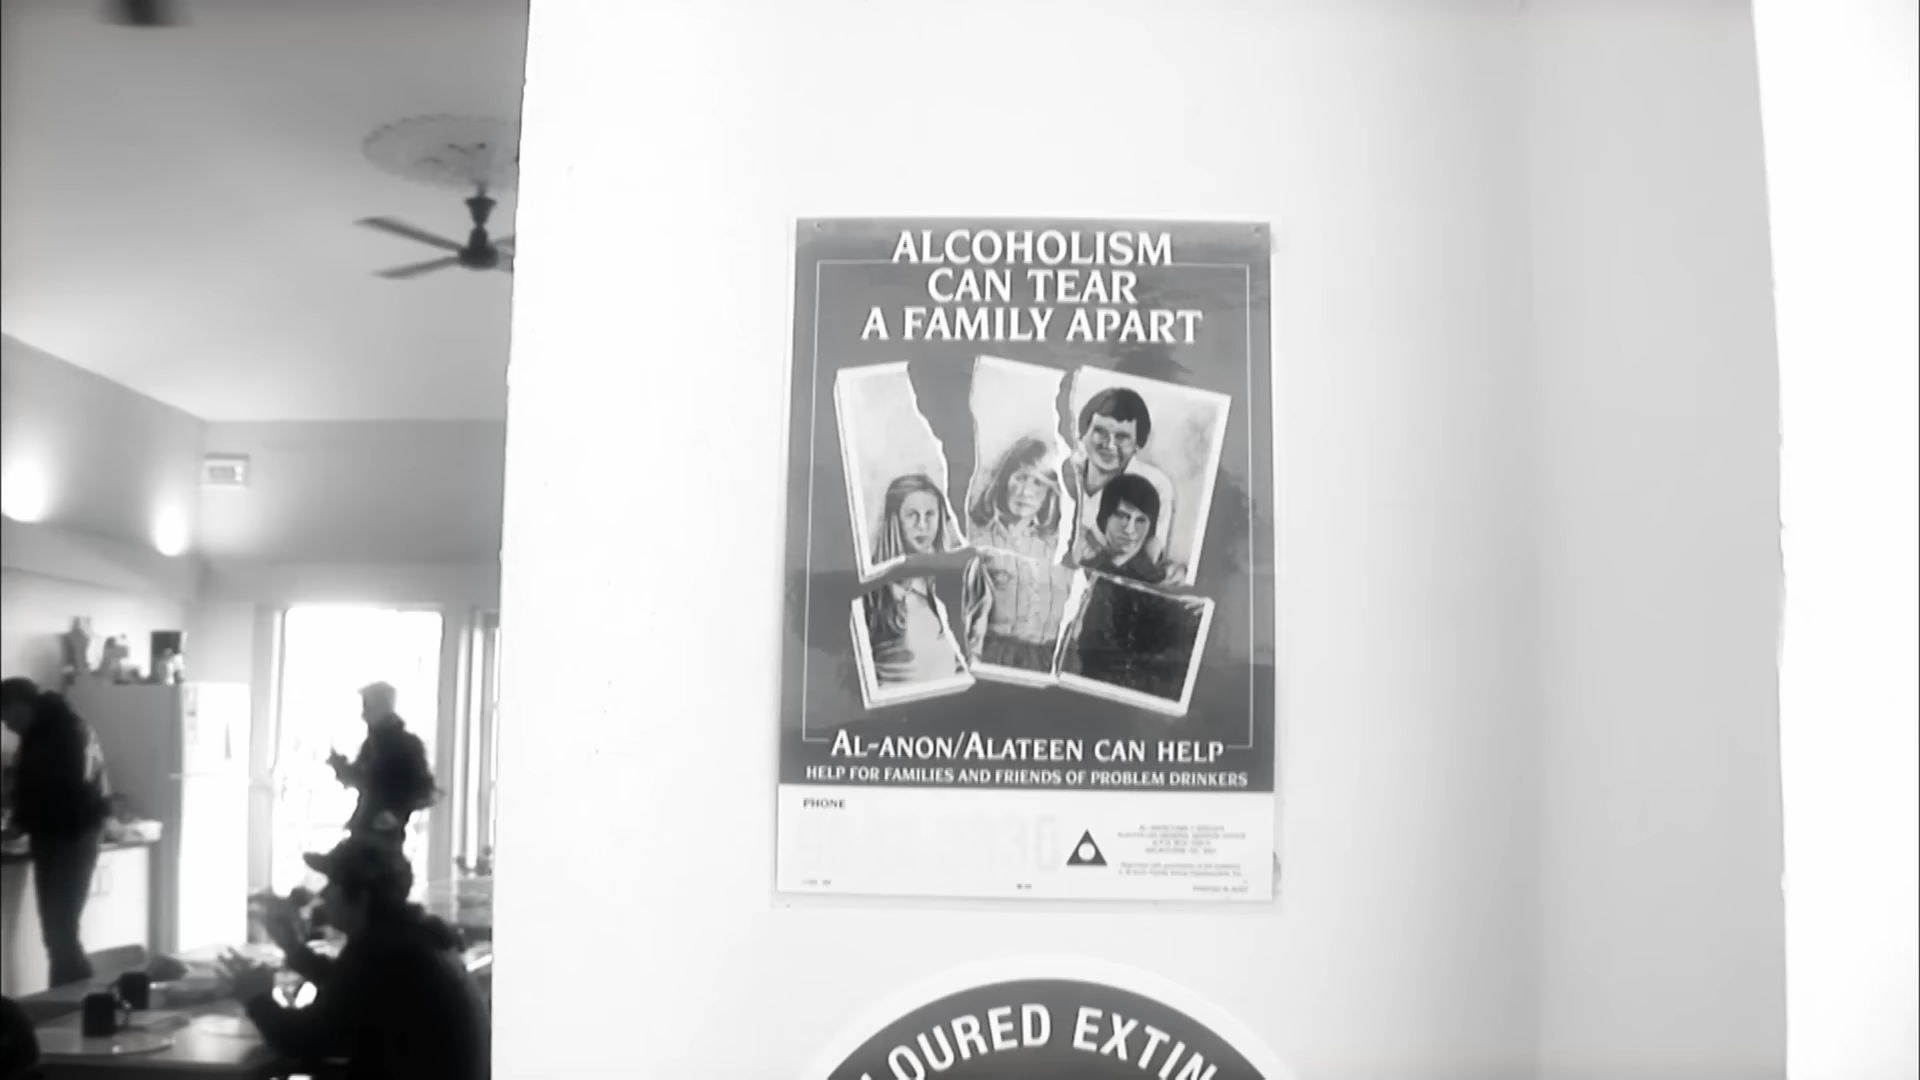 ALCOHOLISM
CAN TEAR
A FAMILY APART
AL-ANON/ALATEEN CAN HELP
HELP FOR FAMILIES AND FRIENDS OF PROBLEM DRINKERS
PHONE
LOURED EXTIN